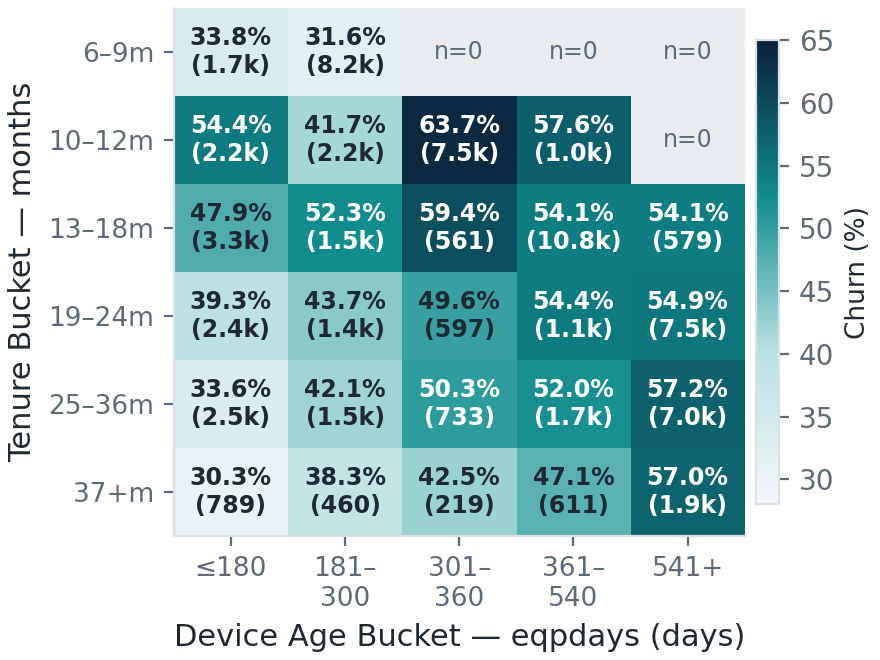 Tenure Bucket — months
6–9m
33.8%
(1.7k)
31.6%
(8.2k)
n=0
n=0
n=0
10–12m
54.4%
(2.2k)
41.7%
(2.2k)
63.7%
(7.5k)
57.6%
(1.0k)
n=0
13–18m
47.9%
(3.3k)
52.3%
(1.5k)
59.4%
(561)
54.1%
(10.8k)
54.1%
(579)
19–24m
39.3%
(2.4k)
43.7%
(1.4k)
49.6%
(597)
54.4%
(1.1k)
54.9%
(7.5k)
25–36m
33.6%
(2.5k)
42.1%
(1.5k)
50.3%
(733)
52.0%
(1.7k)
57.2%
(7.0k)
37+m
30.3%
(789)
38.3%
(460)
42.5%
(219)
47.1%
(611)
57.0%
(1.9k)
≤180
181–
300
301–
360
361–
540
541+
Device Age Bucket — eqpdays (days)
65
60
55
50
45
40
35
30
Churn (%)